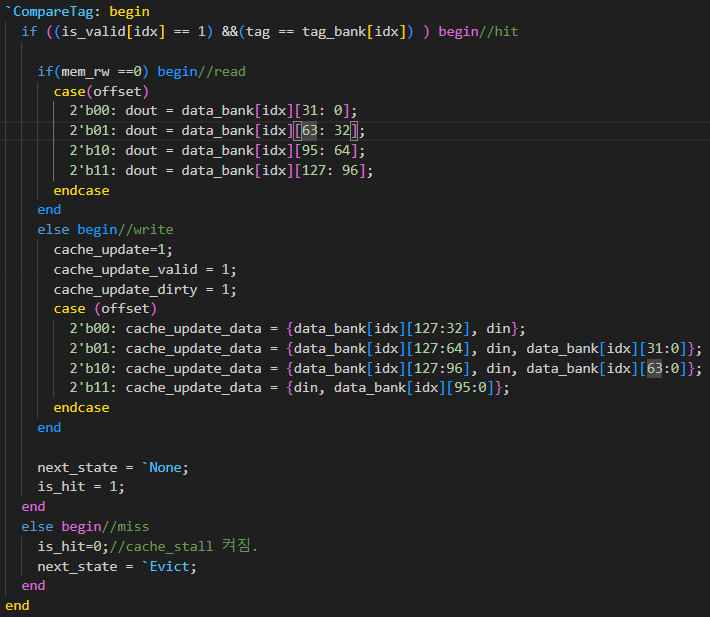 `CompareTag: begin
if ((is_valid[idx] == 1) &&(tag == tag_bank[idx]) ) begin//hit
if(mem_rw ==0) begin//read
case(offset)
2'b00: dout = data_bank[idx][31: 0];
2'b01: dout = data_bank[idx][63: 32];
2'b10: dout = data_bank[idx][95: 64];
2'b11: dout = data_bank[idx][127: 96];
endcase
end
else begin//write
cache_update=1;
cache_update_valid = 1;
cache_update_dirty = 1;
case (offset)
2'b00: cache_update_data = {data_bank[idx][127:32], din};
2'b01: cache_update_data = {data_bank[idx][127:64], din, data_bank[idx][31:0]};
2'b10: cache_update_data = {data_bank[idx][127:96], din, data_bank[idx][63:0]};
2'b11: cache_update_data = {din, data_bank[idx][95:0]};
endcase
end
next_state = `None;
is_hit = 1;
end
else begin//miss
is_hit=0;//cache_stall 켜짐.
next_state = `Evict;
end
end